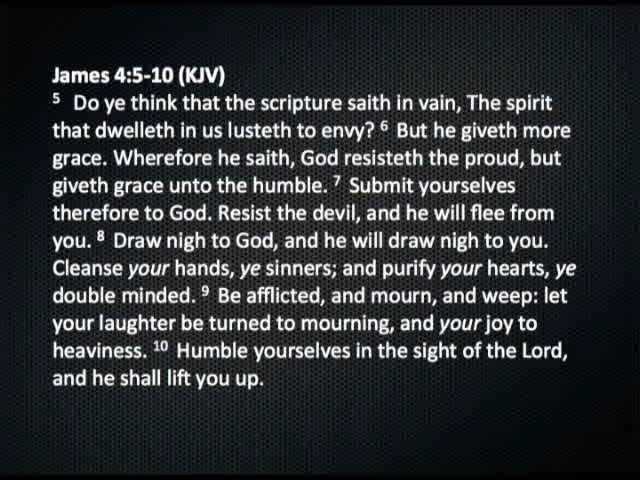 James 4:5-10 (KJV)
5 Do ye think that the scripture saith in vain, The spirit
that dwelleth in us lusteth to envy? 6 But he giveth more
grace. Wherefore he saith, God resisteth the proud, but
giveth grace unto the humble. 7 Submit yourselves
therefore to God. Resist the devil, and he will flee from
you. 8 Draw nigh to God, and he will draw nigh to you.
Cleanse your hands, ye sinners; and purify your hearts, ye
double minded. 9 Be afflicted, and mourn, and weep: let
your laughter be turned to mourning, and your joy to
heaviness. 10 Humble yourselves in the sight of the Lord,
and he shall lift you up.